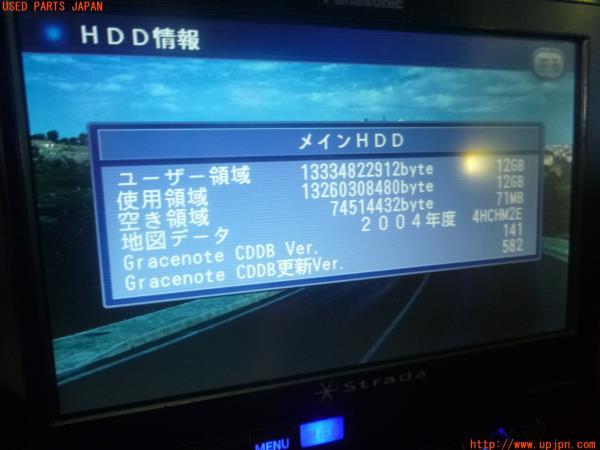 USED PARTS JAPAN
Panasonic
HDD情報
戻る
メインHDD
ユーザー領域 13334822912byte 12GB
使用領域 13260308480byte 12GB
空き領域 74514432byte 71MB
地図データ 2004年度 4HCHM2E
Gracenote CDDB Ver. 141
Gracenote CDDB更新Ver. 582
Strada
MENU
http://www.upjpn.com